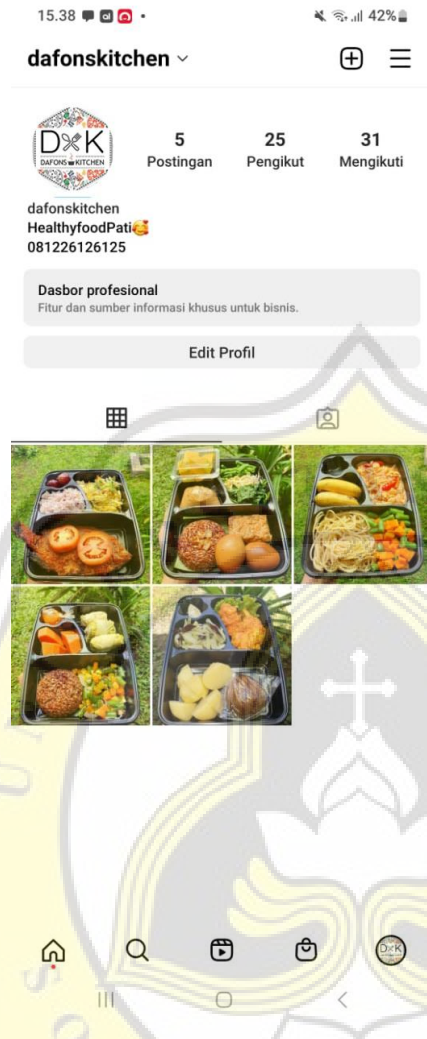 15.38
42%
dafonskitchen
D K
DAFONS KITCHEN
5 25 31
Postingan Pengikut Mengikuti
dafonskitchen
HealthyfoodPati🥰
081226126125
Dasbor profesional
Fitur dan sumber informasi khusus untuk bisnis.
Edit Profil